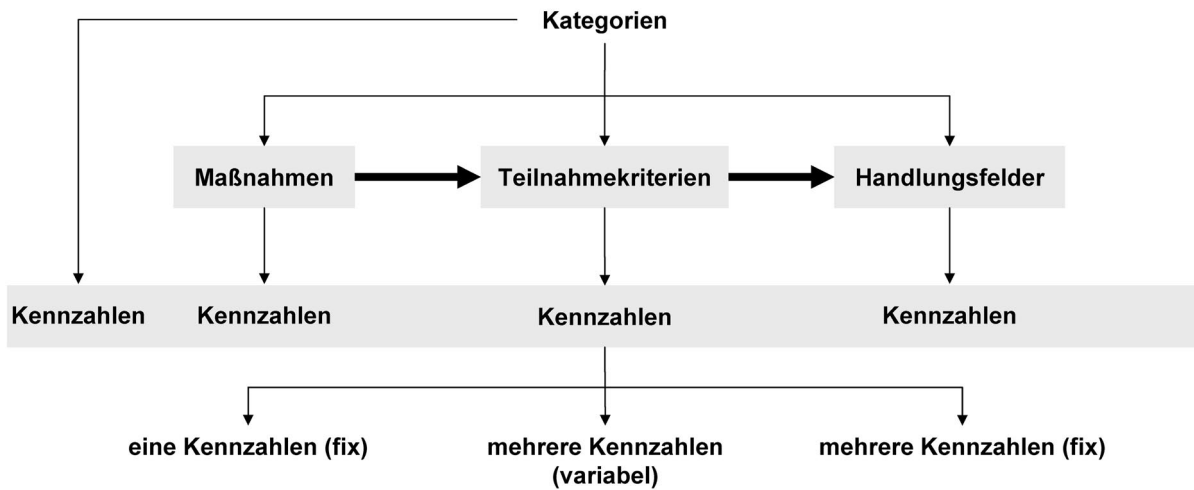 Kategorien
Maßnahmen
Teilnahmekriterien
Handlungsfelder
Kennzahlen
Kennzahlen
Kennzahlen
Kennzahlen
eine Kennzahlen (fix)
mehrere Kennzahlen
(variabel)
mehrere Kennzahlen (fix)